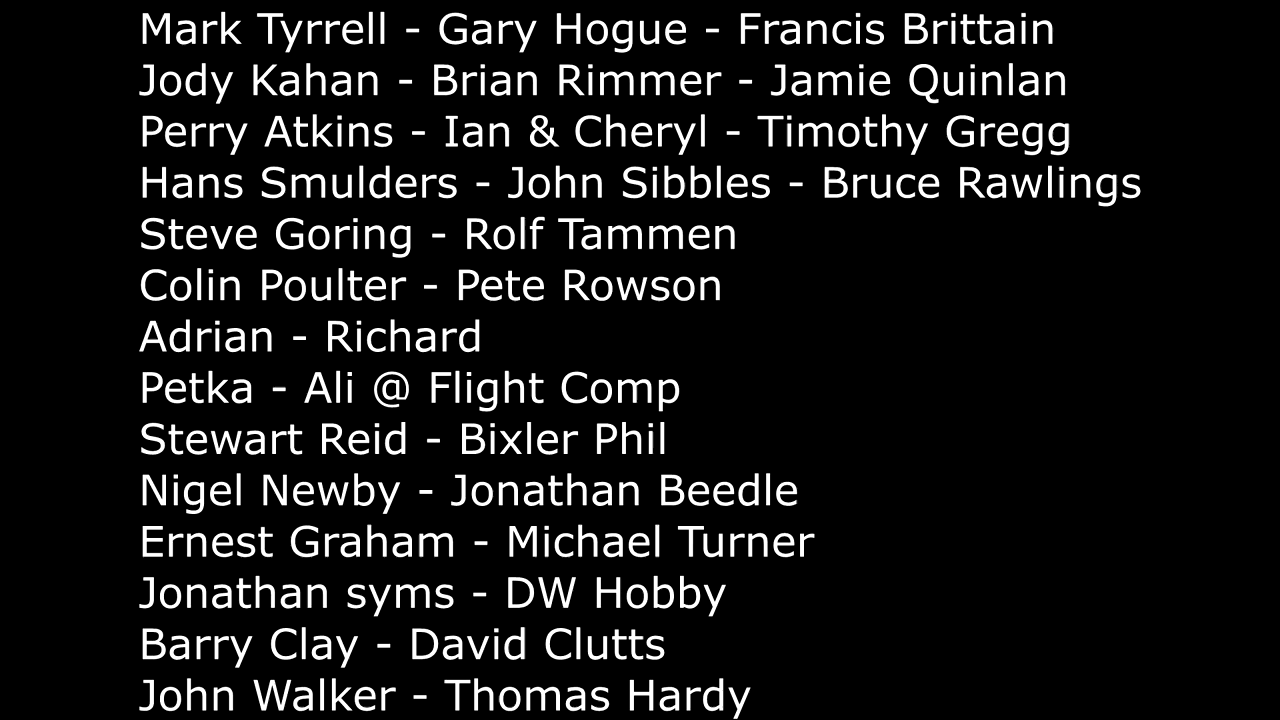 Mark Tyrrell - Gary Hogue - Francis Brittain
Jody Kahan - Brian Rimmer - Jamie Quinlan
Perry Atkins - Ian & Cheryl - Timothy Gregg
Hans Smulders - John Sibbles - Bruce Rawlings
Steve Goring - Rolf Tammen
Colin Poulter - Pete Rowson
Adrian - Richard
Petka - Ali @ Flight Comp
Stewart Reid - Bixler Phil
Nigel Newby - Jonathan Beedle
Ernest Graham - Michael Turner
Jonathan syms - DW Hobby
Barry Clay - David Clutts
John Walker - Thomas Hardy